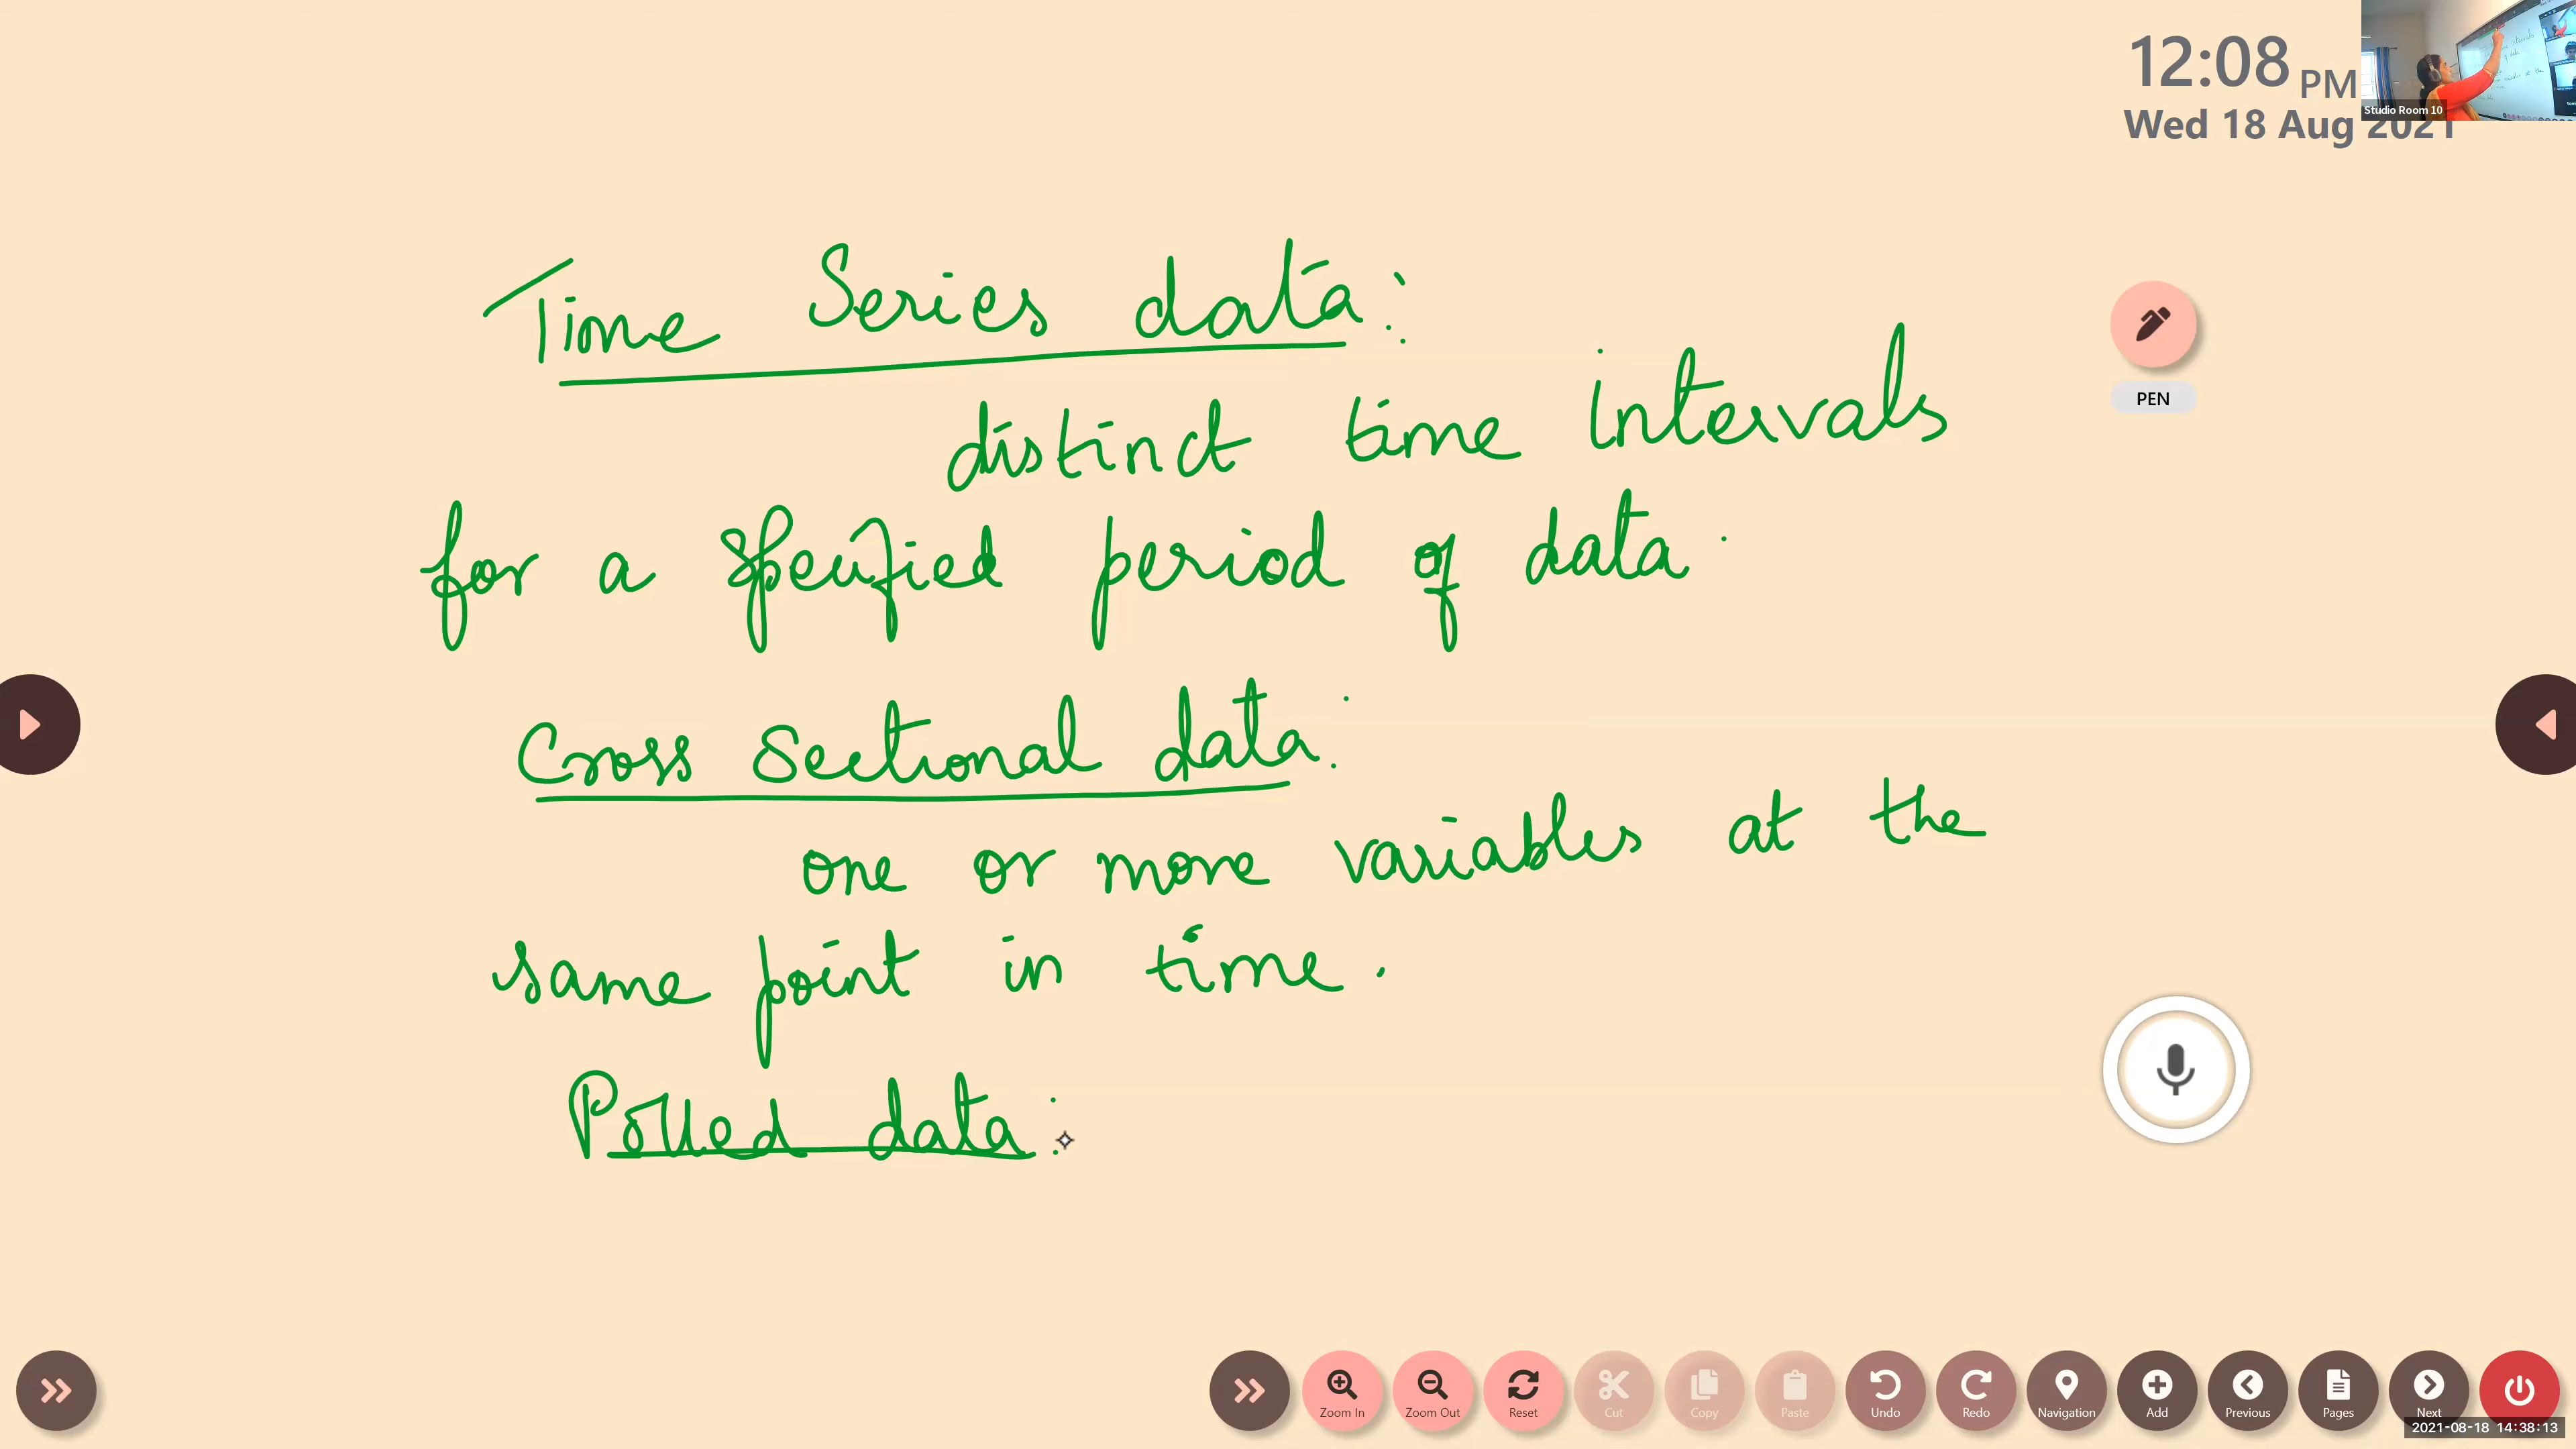 12:08 PM
Wed 18 Aug 2021
Studio Room 10
Time Series data:
PEN
distinct time intervals
for a specified period of data.
Cross Sectional data:
one or more variables at the
same point in time.
Polled data:
Zoom In
Zoom Out
Reset
Cut
Copy
Paste
Undo
Redo
Navigation
Add
Previous
Pages
Next
2021-08-18 14:38:13